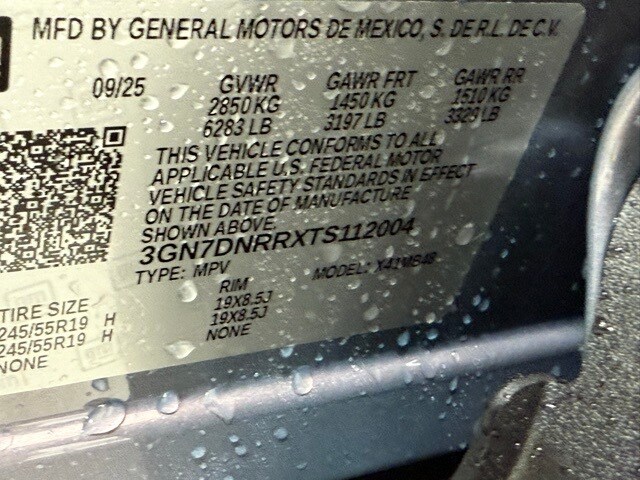 MFD BY GENERAL MOTORS DE MEXICO, S. DE R.L. DE C.V.
09/25 GVWR GAWR FRT GAWR RR
2850 KG 1450 KG 1510 KG
6283 LB 3197 LB 3329 LB
THIS VEHICLE CONFORMS TO ALL
APPLICABLE U.S. FEDERAL MOTOR
VEHICLE SAFETY STANDARDS IN EFFECT
ON THE DATE OF MANUFACTURE
SHOWN ABOVE.
3GN7DNRRXTS112004
TYPE: MPV MODEL: X41MB48
TIRE SIZE RIM
245/55R19 H 19X8.5J
245/55R19 H 19X8.5J
NONE NONE